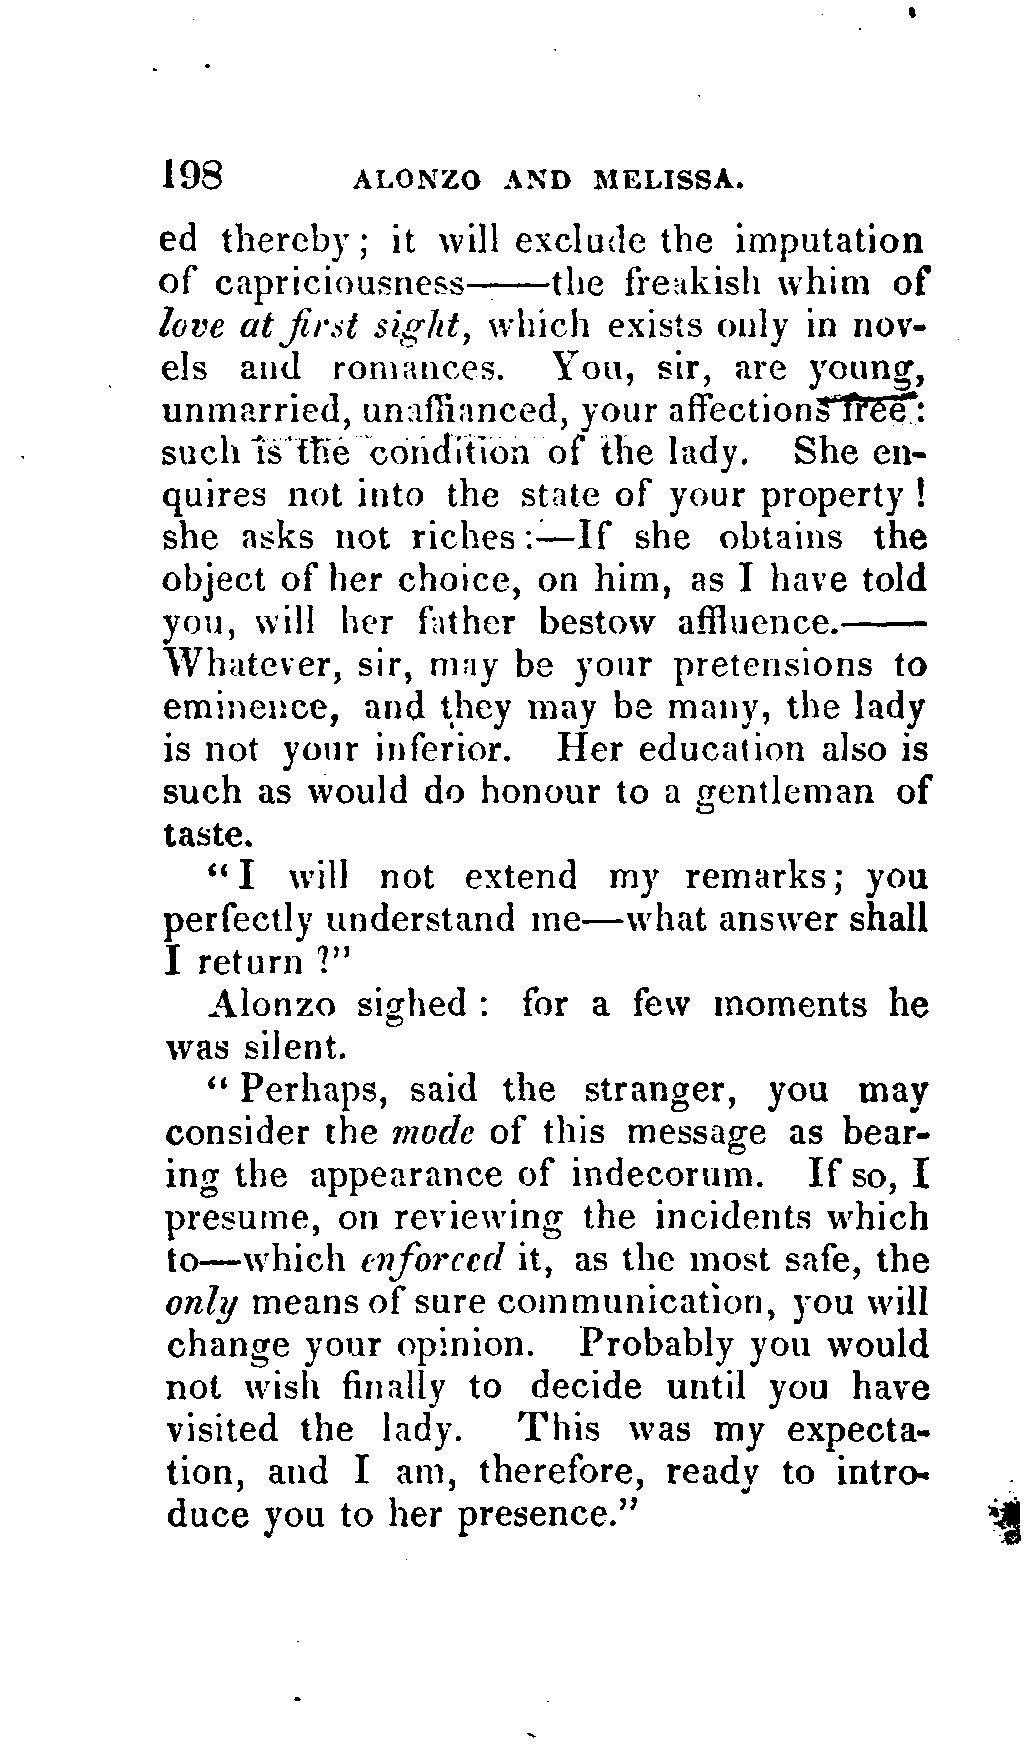 198 ALONZO AND MELISSA.
ed thereby; it will exclude the imputation
of capriciousness——the freakish whim of
love at first sight, which exists only in nov-
els and romances. You, sir, are young,
unmarried, unaffianced, your affections free:
such is the condition of the lady. She en-
quires not into the state of your property!
she asks not riches:—If she obtains the
object of her choice, on him, as I have told
you, will her father bestow affluence.——
Whatever, sir, may be your pretensions to
eminence, and they may be many, the lady
is not your inferior. Her education also is
such as would do honour to a gentleman of
taste.
"I will not extend my remarks; you
perfectly understand me—what answer shall
I return?"
Alonzo sighed: for a few moments he
was silent.
"Perhaps, said the stranger, you may
consider the mode of this message as bear-
ing the appearance of indecorum. If so, I
presume, on reviewing the incidents which
to—which enforced it, as the most safe, the
only means of sure communication, you will
change your opinion. Probably you would
not wish finally to decide until you have
visited the lady. This was my expecta-
tion, and I am, therefore, ready to intro-
duce you to her presence."